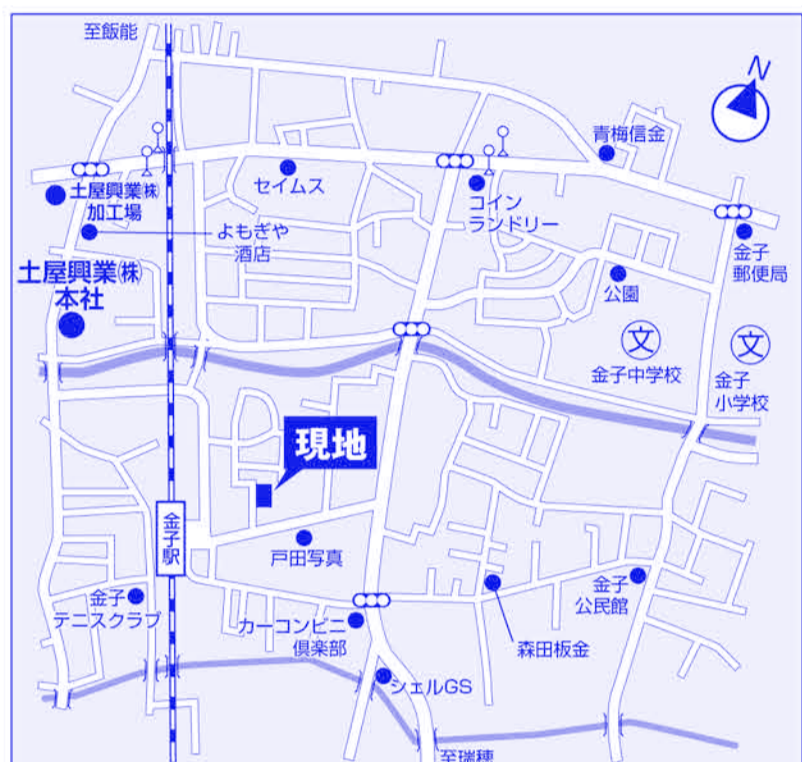 至飯能
N
青梅信金
土屋興業㈱
加工場
セイムス
コイン
ランドリー
よもぎや
酒店
金子
郵便局
土屋興業㈱
本社
公園
文
金子中学校
文
金子
小学校
現地
金子駅
戸田写真
金子
テニスクラブ
カーコンビニ
倶楽部
森田板金
金子
公民館
シェルGS
至瑞穂